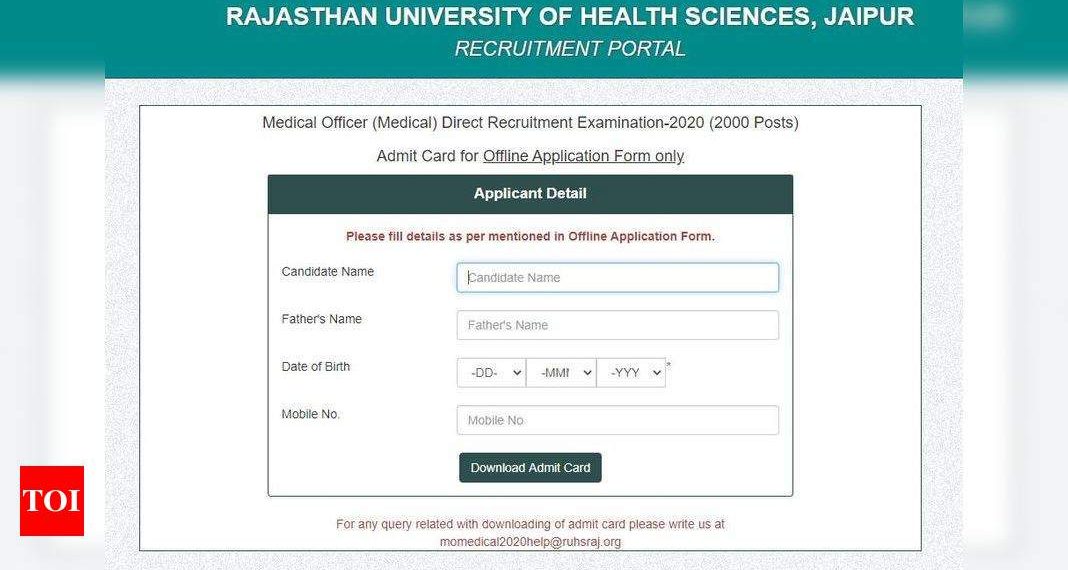 RAJASTHAN UNIVERSITY OF HEALTH SCIENCES, JAIPUR
RECRUITMENT PORTAL
Medical Officer (Medical) Direct Recruitment Examination-2020 (2000 Posts)
Admit Card for Offline Application Form only
Applicant Detail
Please fill details as per mentioned in Offline Application Form.
Candidate Name
Candidate Name
Father's Name
Father's Name
Date of Birth
-DD- -MMM -YYY *
Mobile No.
Mobile No
Download Admit Card
TOI
For any query related with downloading of admit card please write us at
momedical2020help@ruhsraj.org